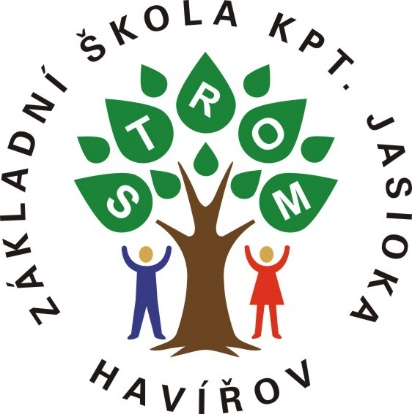 ZÁKLADNÍ ŠKOLA KPT. JASIOKA
STROM
HAVÍŘOV